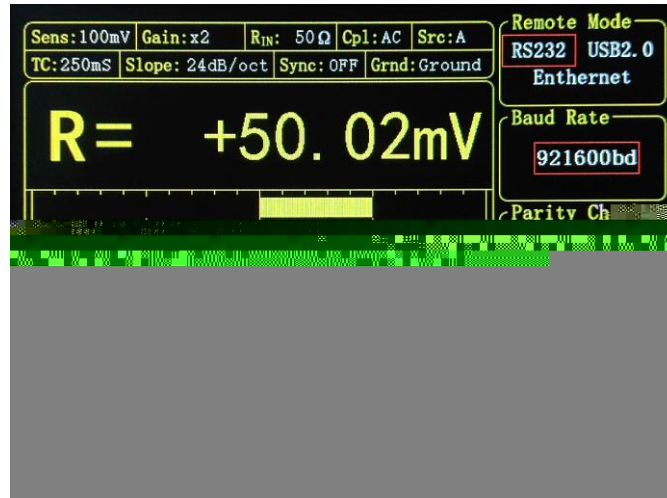 Sens:100mV Gain:x2 RIN: 50Ω Cpl:AC Src:A
TC:250mS Slope: 24dB/oct Sync:OFF Grnd:Ground
R= +50.02mV
Remote Mode
RS232 USB2.0
Enthernet
Baud Rate
921600bd
Parity